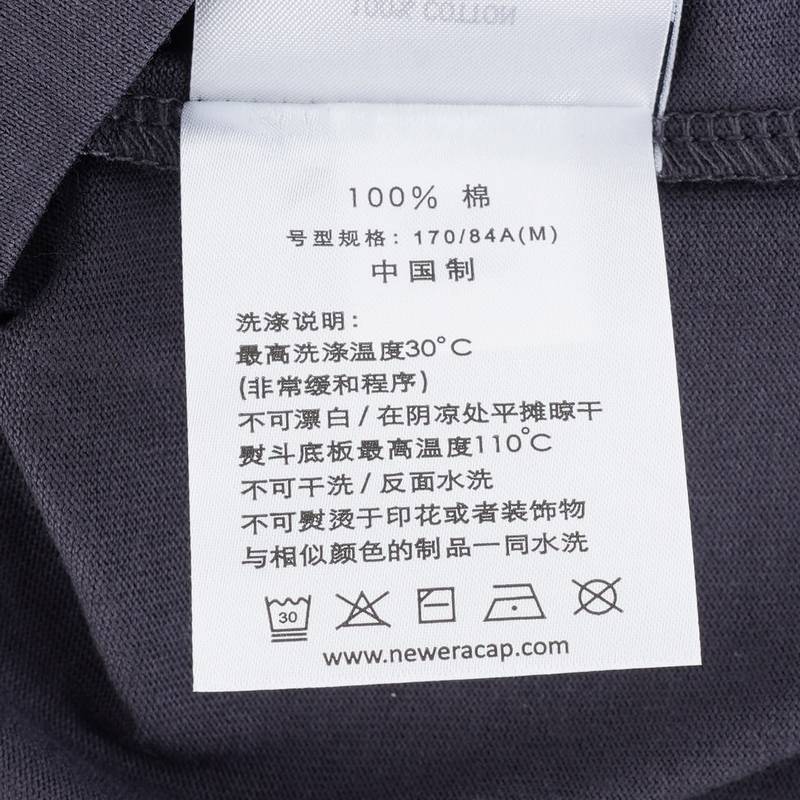 100% COTTON
100% 棉
号型规格: 170/84A(M)
中国制
洗涤说明:
最高洗涤温度30°C
(非常缓和程序)
不可漂白/在阴凉处平摊晾干
熨斗底板最高温度110°C
不可干洗/反面水洗
不可熨烫于印花或者装饰物
与相似颜色的制品一同水洗
30
www.neweracap.com